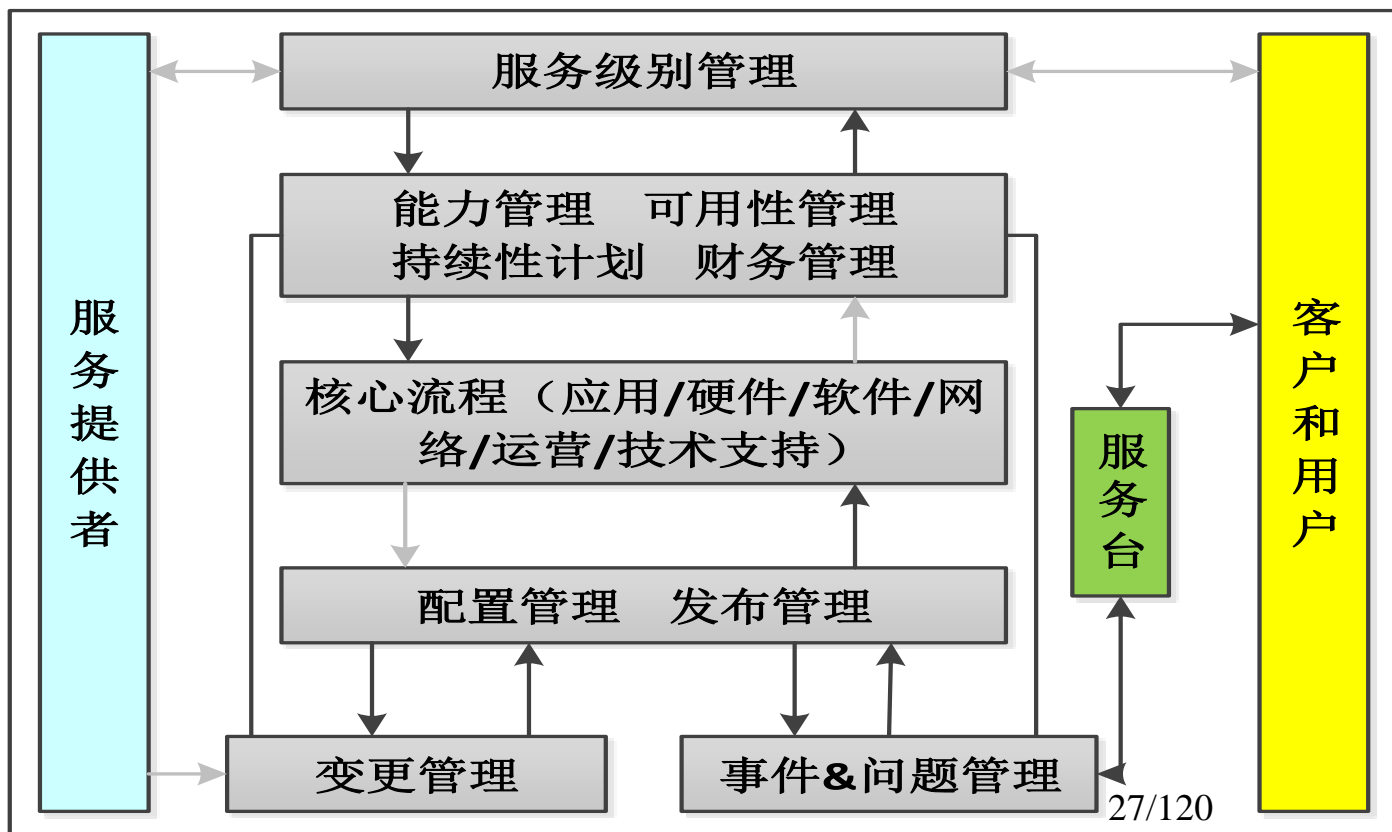 服务级别管理
能力管理 可用性管理
持续性计划 财务管理
核心流程（应用/硬件/软件/网
络/运营/技术支持）
配置管理 发布管理
变更管理
事件&问题管理
服务提供者
服务台
客户和用户
27/120